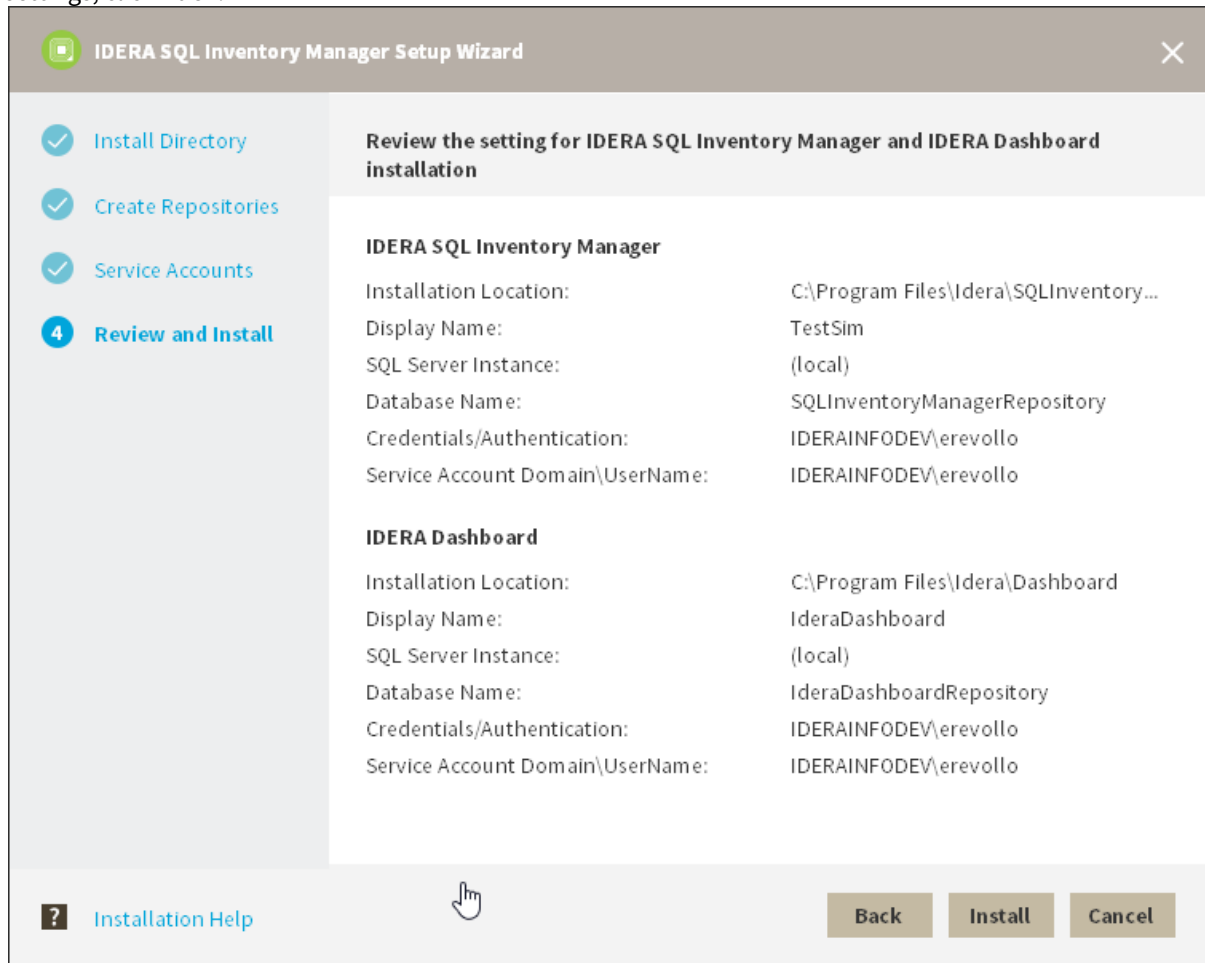 IDERA SQL Inventory Manager Setup Wizard
Install Directory
Create Repositories
Service Accounts
4 Review and Install
Review the setting for IDERA SQL Inventory Manager and IDERA Dashboard
installation
IDERA SQL Inventory Manager
Installation Location: C:\Program Files\Idera\SQLInventory...
Display Name: TestSim
SQL Server Instance: (local)
Database Name: SQLInventoryManagerRepository
Credentials/Authentication: IDERAINFODEV\erevollo
Service Account Domain\UserName: IDERAINFODEV\erevollo
IDERA Dashboard
Installation Location: C:\Program Files\Idera\Dashboard
Display Name: IderaDashboard
SQL Server Instance: (local)
Database Name: IderaDashboardRepository
Credentials/Authentication: IDERAINFODEV\erevollo
Service Account Domain\UserName: IDERAINFODEV\erevollo
? Installation Help
Back Install Cancel